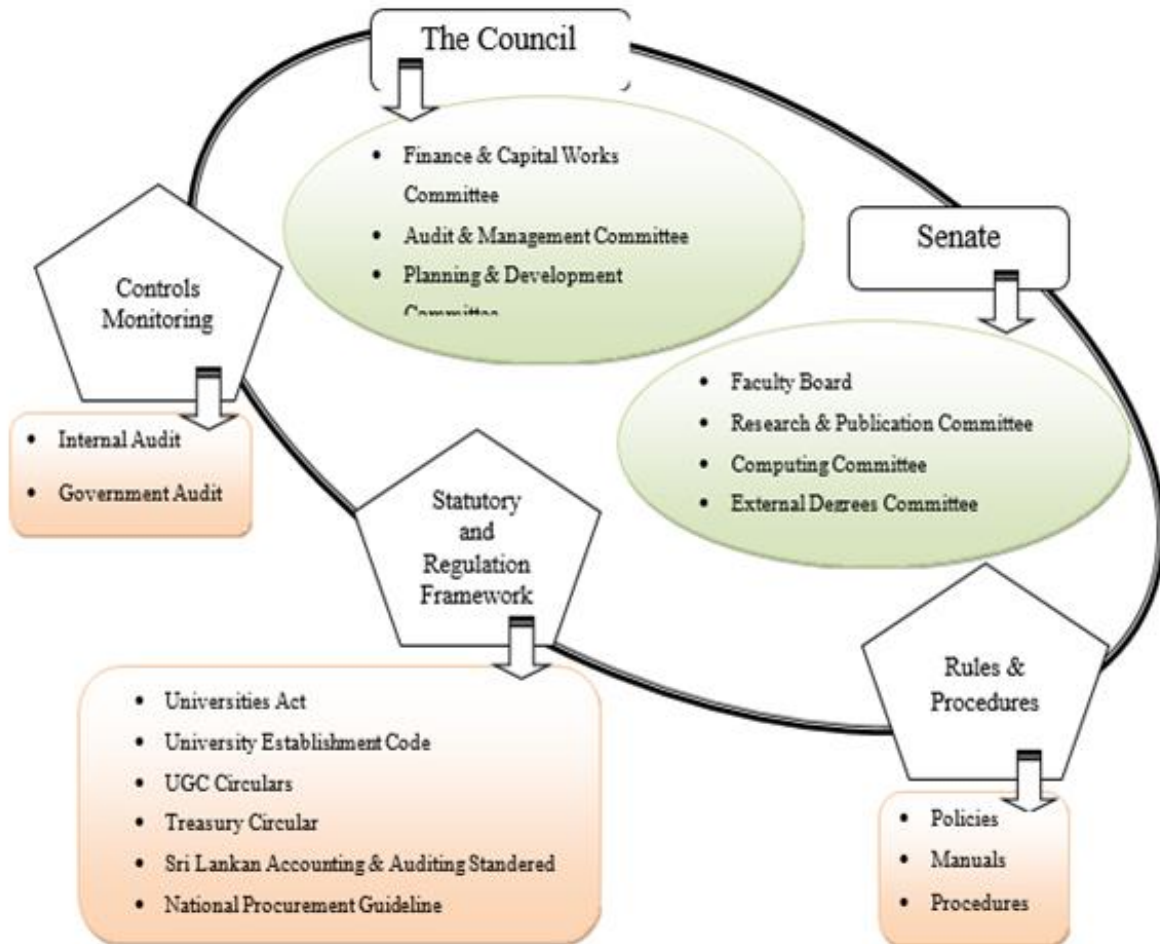 The Council
• Finance & Capital Works
Committee
• Audit & Management Committee
• Planning & Development
Committee
Senate
• Faculty Board
• Research & Publication Committee
• Computing Committee
• External Degrees Committee
Controls
Monitoring
• Internal Audit
• Government Audit
Statutory
and
Regulation
Framework
• Universities Act
• University Establishment Code
• UGC Circulars
• Treasury Circular
• Sri Lankan Accounting & Auditing Standered
• National Procurement Guideline
Rules &
Procedures
• Policies
• Manuals
• Procedures